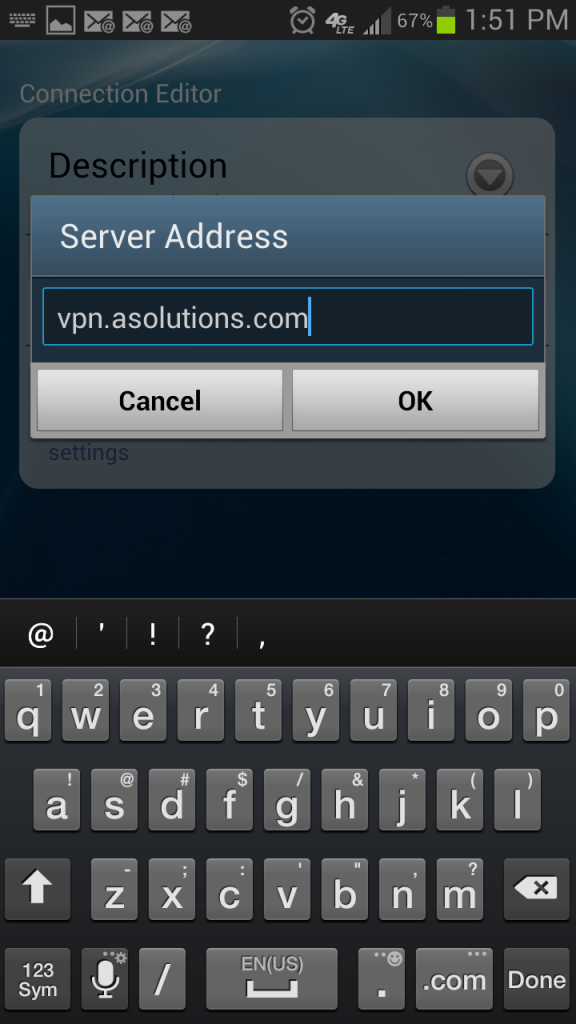 4G LTE 67% 1:51 PM
Connection Editor
Description
Server Address
vpn.asolutions.com
Cancel OK
settings
@ ' ! ? ,
1 2 3 4 5 6 7 8 9 0
q w e r t y u i o p
! @ # $ / & * ( )
a s d f g h j k l
- ; : ' " , ?
z x c v b n m
123 Sym / EN(US) . .com Done